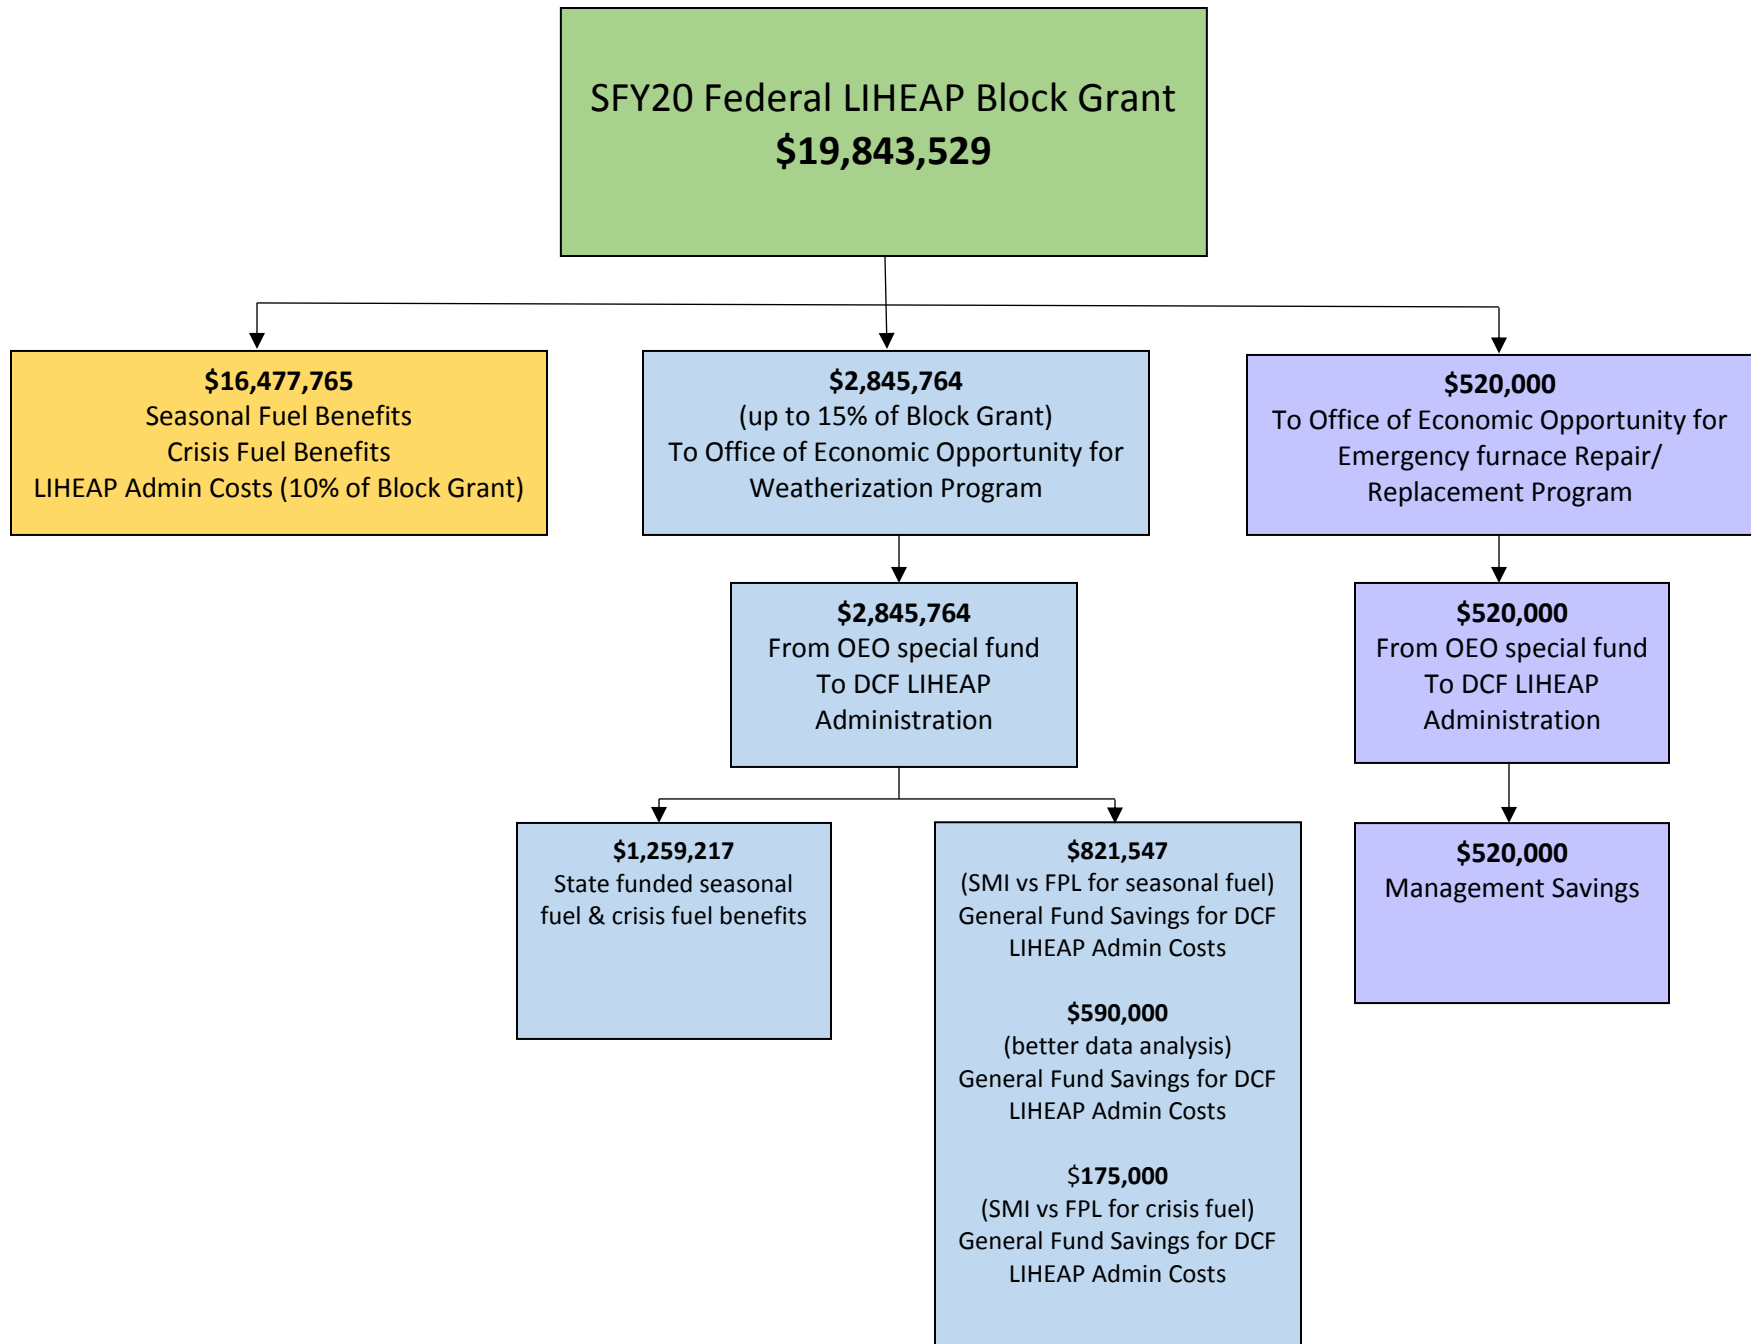 SFY20 Federal LIHEAP Block Grant
$19,843,529
$16,477,765
Seasonal Fuel Benefits
Crisis Fuel Benefits
LIHEAP Admin Costs (10% of Block Grant)
$2,845,764
(up to 15% of Block Grant)
To Office of Economic Opportunity for
Weatherization Program
$520,000
To Office of Economic Opportunity for
Emergency furnace Repair/
Replacement Program
$2,845,764
From OEO special fund
To DCF LIHEAP
Administration
$520,000
From OEO special fund
To DCF LIHEAP
Administration
$1,259,217
State funded seasonal
fuel & crisis fuel benefits
$821,547
(SMI vs FPL for seasonal fuel)
General Fund Savings for DCF
LIHEAP Admin Costs
$590,000
(better data analysis)
General Fund Savings for DCF
LIHEAP Admin Costs
$175,000
(SMI vs FPL for crisis fuel)
General Fund Savings for DCF
LIHEAP Admin Costs
$520,000
Management Savings